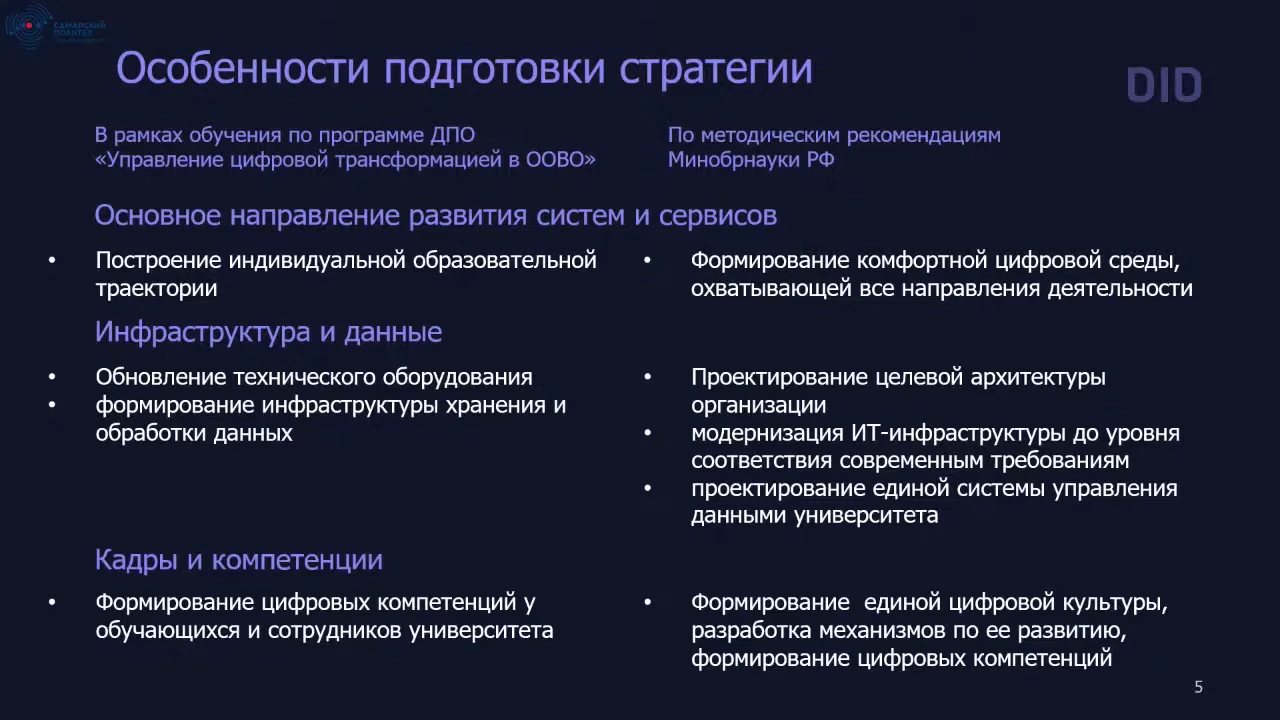 САМАРСКИЙ
ПОЛИТЕХ
Особенности подготовки стратегии
DID
В рамках обучения по программе ДПО
«Управление цифровой трансформацией в ООВО»
По методическим рекомендациям
Минобрнауки РФ
Основное направление развития систем и сервисов
• Построение индивидуальной образовательной
траектории
• Формирование комфортной цифровой среды,
охватывающей все направления деятельности
Инфраструктура и данные
• Обновление технического оборудования
• формирование инфраструктуры хранения и
обработки данных
• Проектирование целевой архитектуры
организации
• модернизация ИТ-инфраструктуры до уровня
соответствия современным требованиям
• проектирование единой системы управления
данными университета
Кадры и компетенции
• Формирование цифровых компетенций у
обучающихся и сотрудников университета
• Формирование  единой цифровой культуры,
разработка механизмов по ее развитию,
формирование цифровых компетенций
5